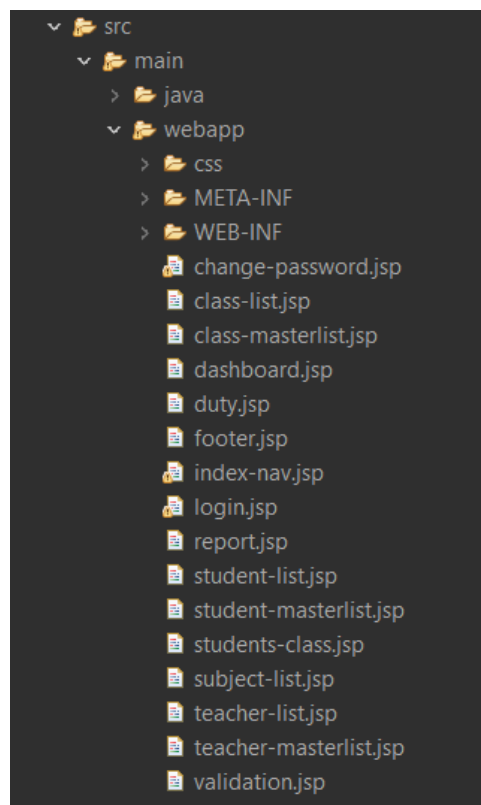 src
main
java
webapp
css
META-INF
WEB-INF
change-password.jsp
class-list.jsp
class-masterlist.jsp
dashboard.jsp
duty.jsp
footer.jsp
index-nav.jsp
login.jsp
report.jsp
student-list.jsp
student-masterlist.jsp
students-class.jsp
subject-list.jsp
teacher-list.jsp
teacher-masterlist.jsp
validation.jsp